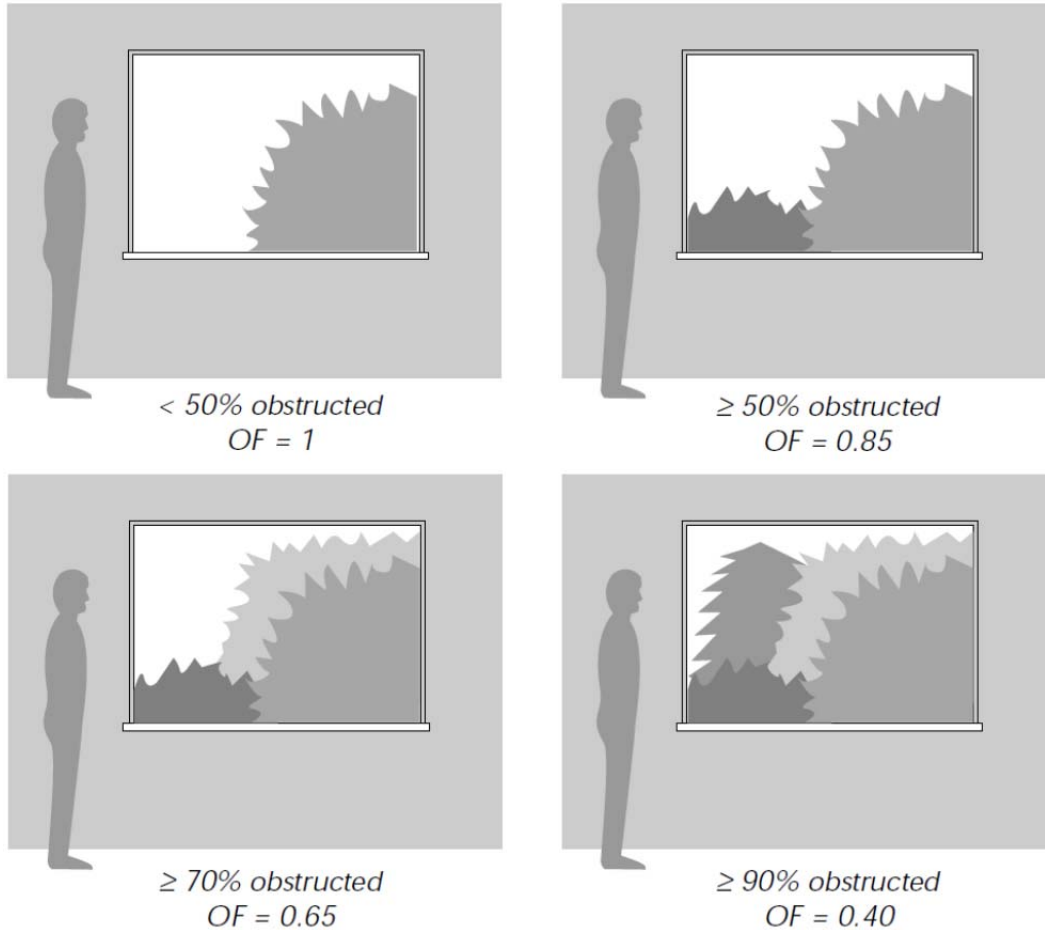 < 50% obstructed
OF = 1
≥ 50% obstructed
OF = 0.85
≥ 70% obstructed
OF = 0.65
≥ 90% obstructed
OF = 0.40